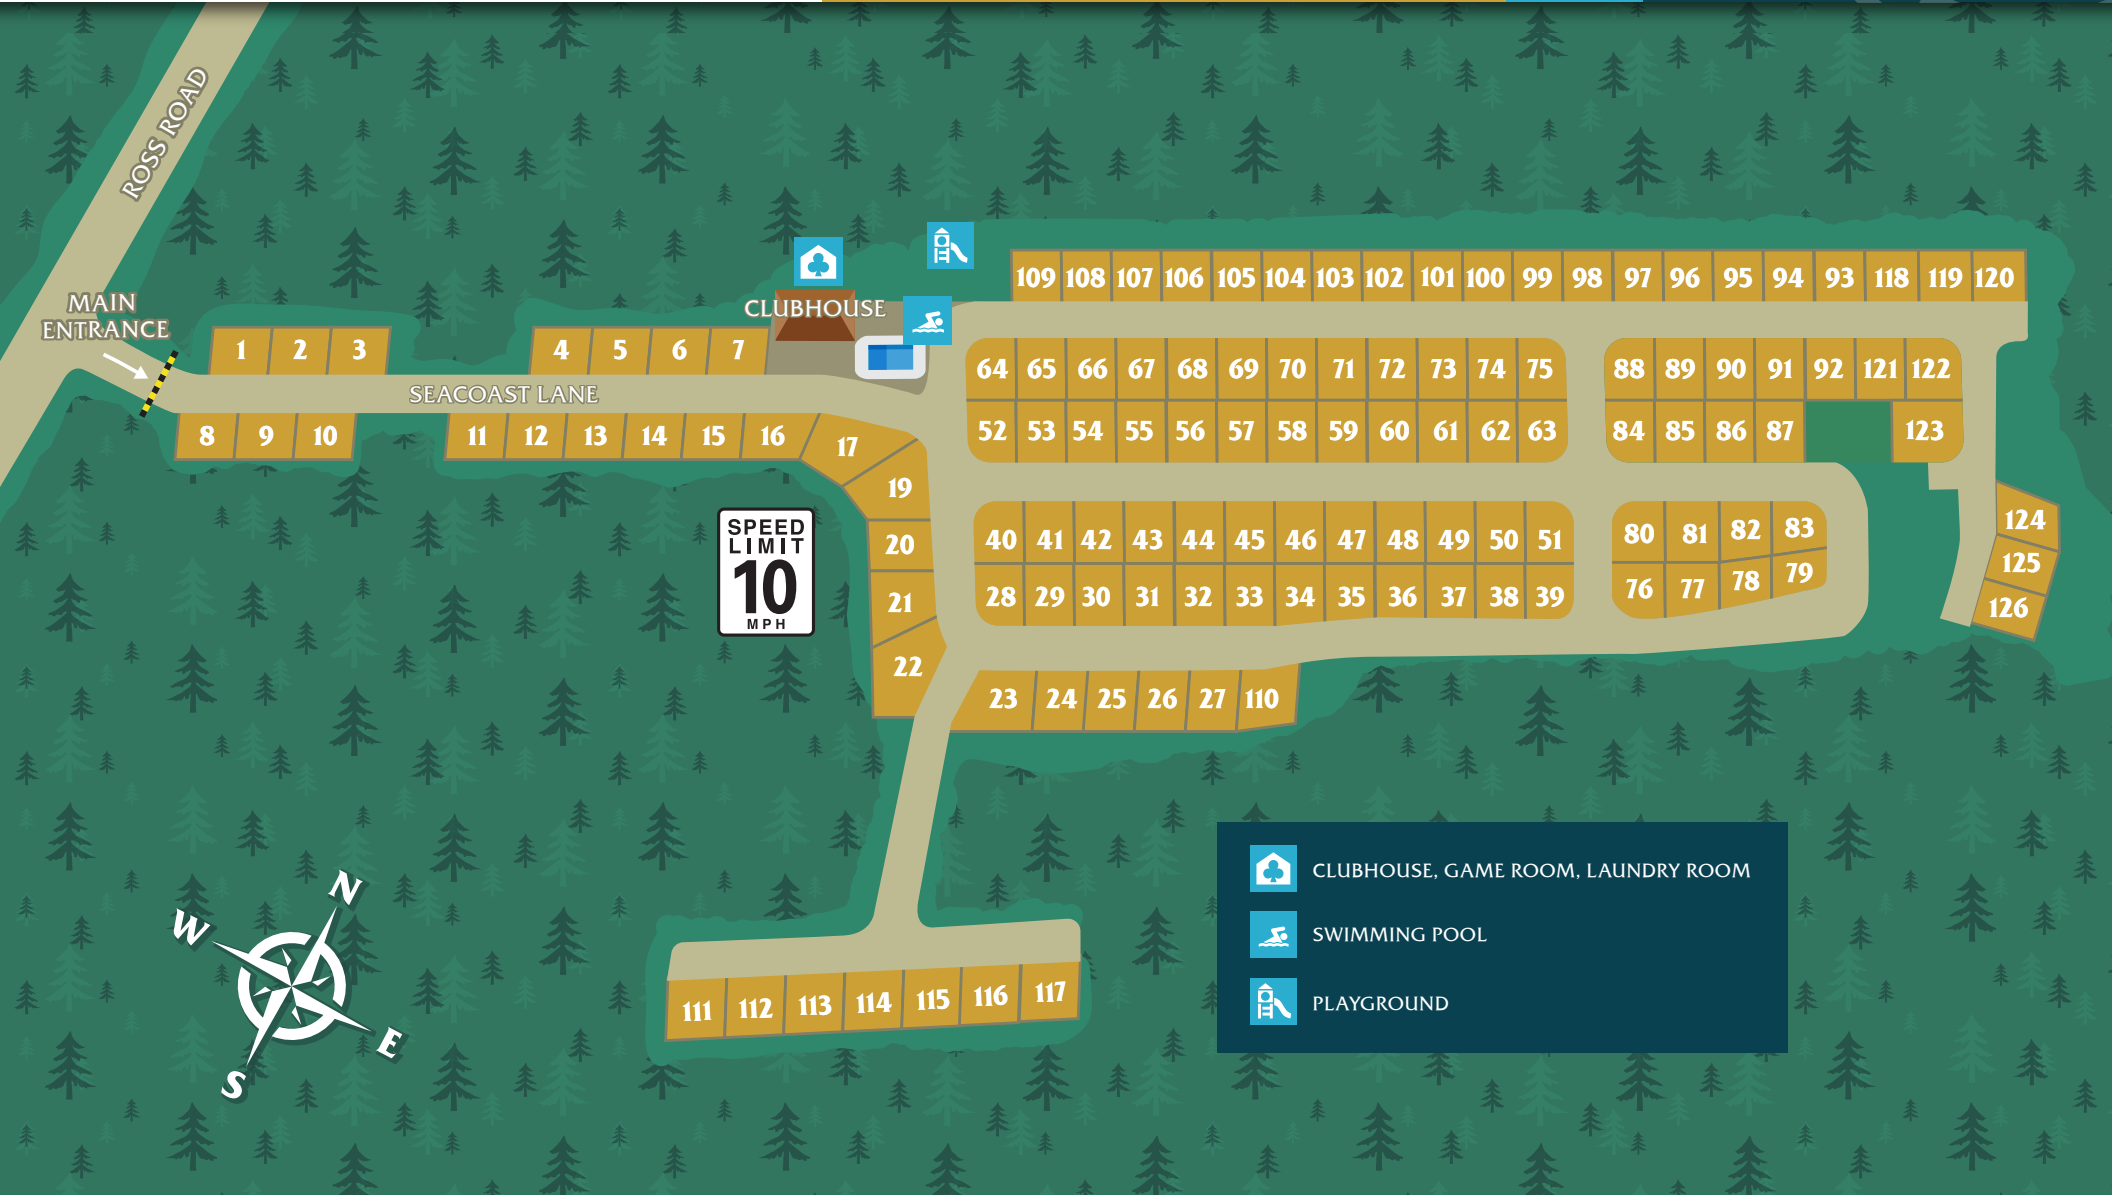 ROSS ROAD
MAIN
ENTRANCE
CLUBHOUSE
109 108 107 106 105 104 103 102 101 100 99 98 97 96 95 94 93 118 119 120
1 2 3 4 5 6 7
64 65 66 67 68 69 70 71 72 73 74 75 88 89 90 91 92 121 122
SEACOAST LANE
8 9 10 11 12 13 14 15 16 17
52 53 54 55 56 57 58 59 60 61 62 63 84 85 86 87 123
19
20
21
22
SPEED
LIMIT
10
MPH
40 41 42 43 44 45 46 47 48 49 50 51 80 81 82 83
28 29 30 31 32 33 34 35 36 37 38 39 76 77 78 79
124
125
126
23 24 25 26 27 110
111 112 113 114 115 116 117
N
W
E
S
CLUBHOUSE, GAME ROOM, LAUNDRY ROOM
SWIMMING POOL
PLAYGROUND